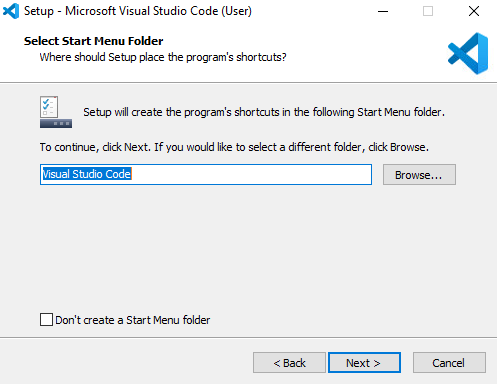 Setup - Microsoft Visual Studio Code (User)
Select Start Menu Folder
Where should Setup place the program's shortcuts?
Setup will create the program's shortcuts in the following Start Menu folder.
To continue, click Next. If you would like to select a different folder, click Browse.
Visual Studio Code
Browse...
Don't create a Start Menu folder
< Back
Next >
Cancel